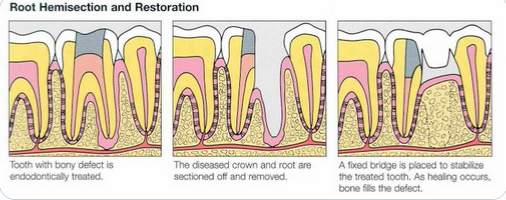 Root Hemisection and Restoration
Tooth with bony defect is
endodontically treated.
The diseased crown and root are
sectioned off and removed.
A fixed bridge is placed to stabilize
the treated tooth. As healing occurs,
bone fills the defect.